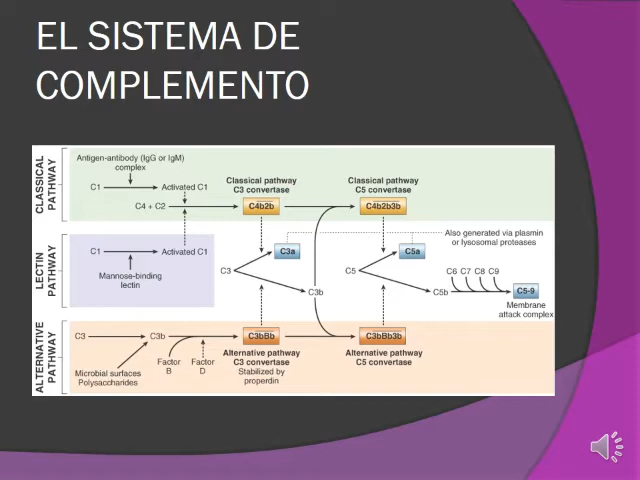 EL SISTEMA DE
COMPLEMENTO
CLASSICAL
PATHWAY
Antigen-antibody (IgG or IgM)
complex
C1
Activated C1
C4 + C2
Classical pathway
C3 convertase
C4b2b
Classical pathway
C5 convertase
C4b2b3b
Also generated via plasmin
or lysosomal proteases
LECTIN
PATHWAY
C1
Activated C1
Mannose-binding
lectin
C3
C3a
C3b
C5
C5a
C5b
C6 C7 C8 C9
C5-9
Membrane
attack complex
ALTERNATIVE
PATHWAY
C3
C3b
Microbial surfaces
Polysaccharides
Factor
B
Factor
D
C3bBb
Alternative pathway
C3 convertase
Stabilized by
properdin
C3bBb3b
Alternative pathway
C5 convertase